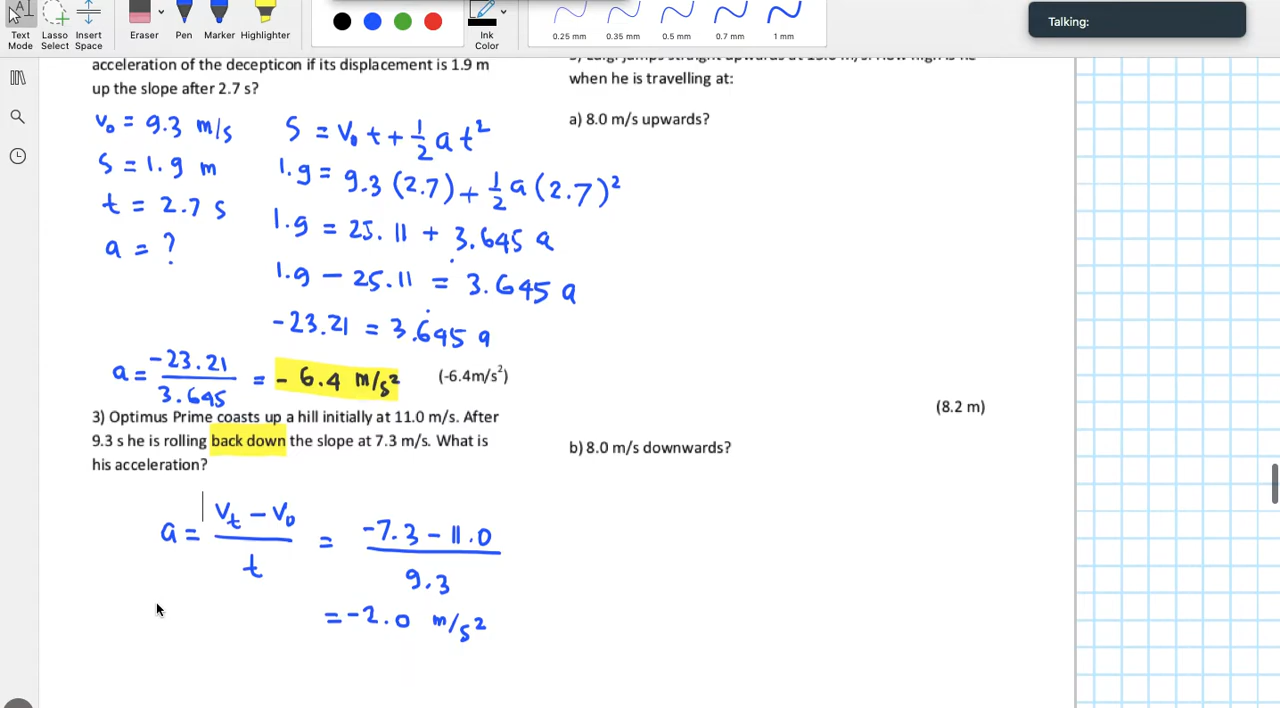 Text Mode
Lasso Select
Insert Space
Eraser
Pen
Marker
Highlighter
Ink Color
0.25 mm
0.35 mm
0.5 mm
0.7 mm
1 mm
Talking:
acceleration of the decepticon if its displacement is 1.9 m
up the slope after 2.7 s?
v₀ = 9.3 m/s
s = 1.9 m
t = 2.7 s
a = ?
s = v₀ t + 1/2 a t²
1.9 = 9.3 (2.7) + 1/2 a (2.7)²
1.9 = 25.11 + 3.645 a
1.9 - 25.11 = 3.645 a
-23.21 = 3.645 a
a = -23.21/3.645 = - 6.4 m/s²
(-6.4m/s²)
3) Optimus Prime coasts up a hill initially at 11.0 m/s. After
9.3 s he is rolling back down the slope at 7.3 m/s. What is
his acceleration?
a = (v_t - v₀)/t = (-7.3 - 11.0)/9.3
= -2.0 m/s²
when he is travelling at:
a) 8.0 m/s upwards?
(8.2 m)
b) 8.0 m/s downwards?